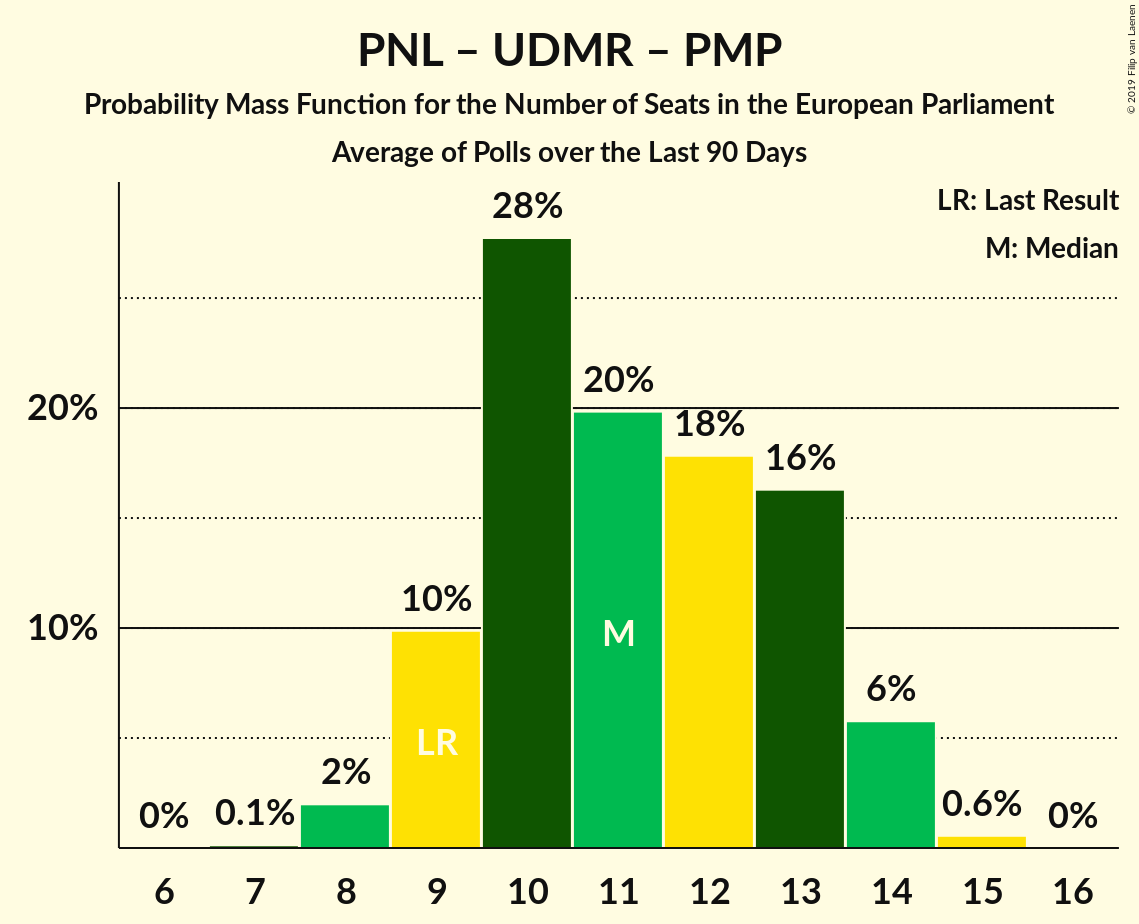 PNL – UDMR – PMP
Probability Mass Function for the Number of Seats in the European Parliament
Average of Polls over the Last 90 Days
© 2019 Filip van Laenen
LR: Last Result
M: Median
28%
20%
18%
16%
10%
6%
2%
0%
0.1%
0.6%
0%
20%
10%
LR
M
6 7 8 9 10 11 12 13 14 15 16